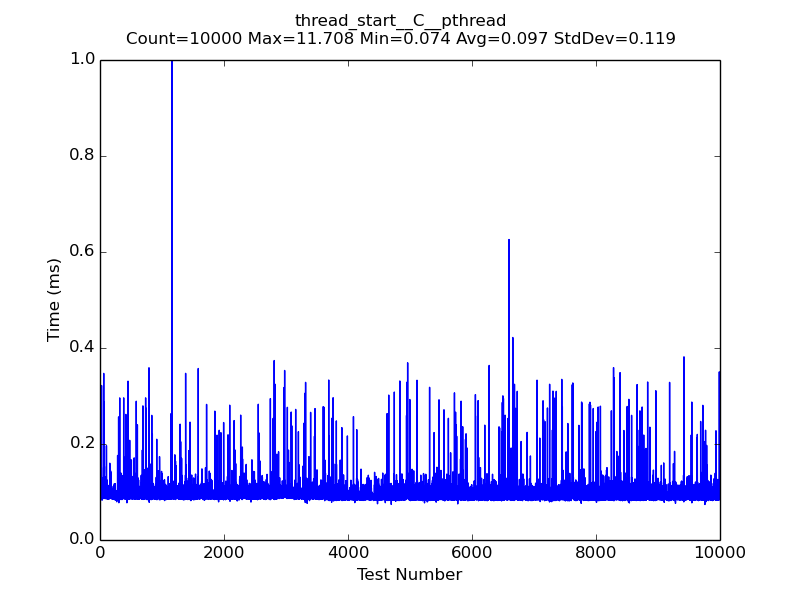 thread_start__C__pthread
Count=10000 Max=11.708 Min=0.074 Avg=0.097 StdDev=0.119
1.0
0.8
0.6
0.4
0.2
0.0
Time (ms)
0 2000 4000 6000 8000 10000
Test Number